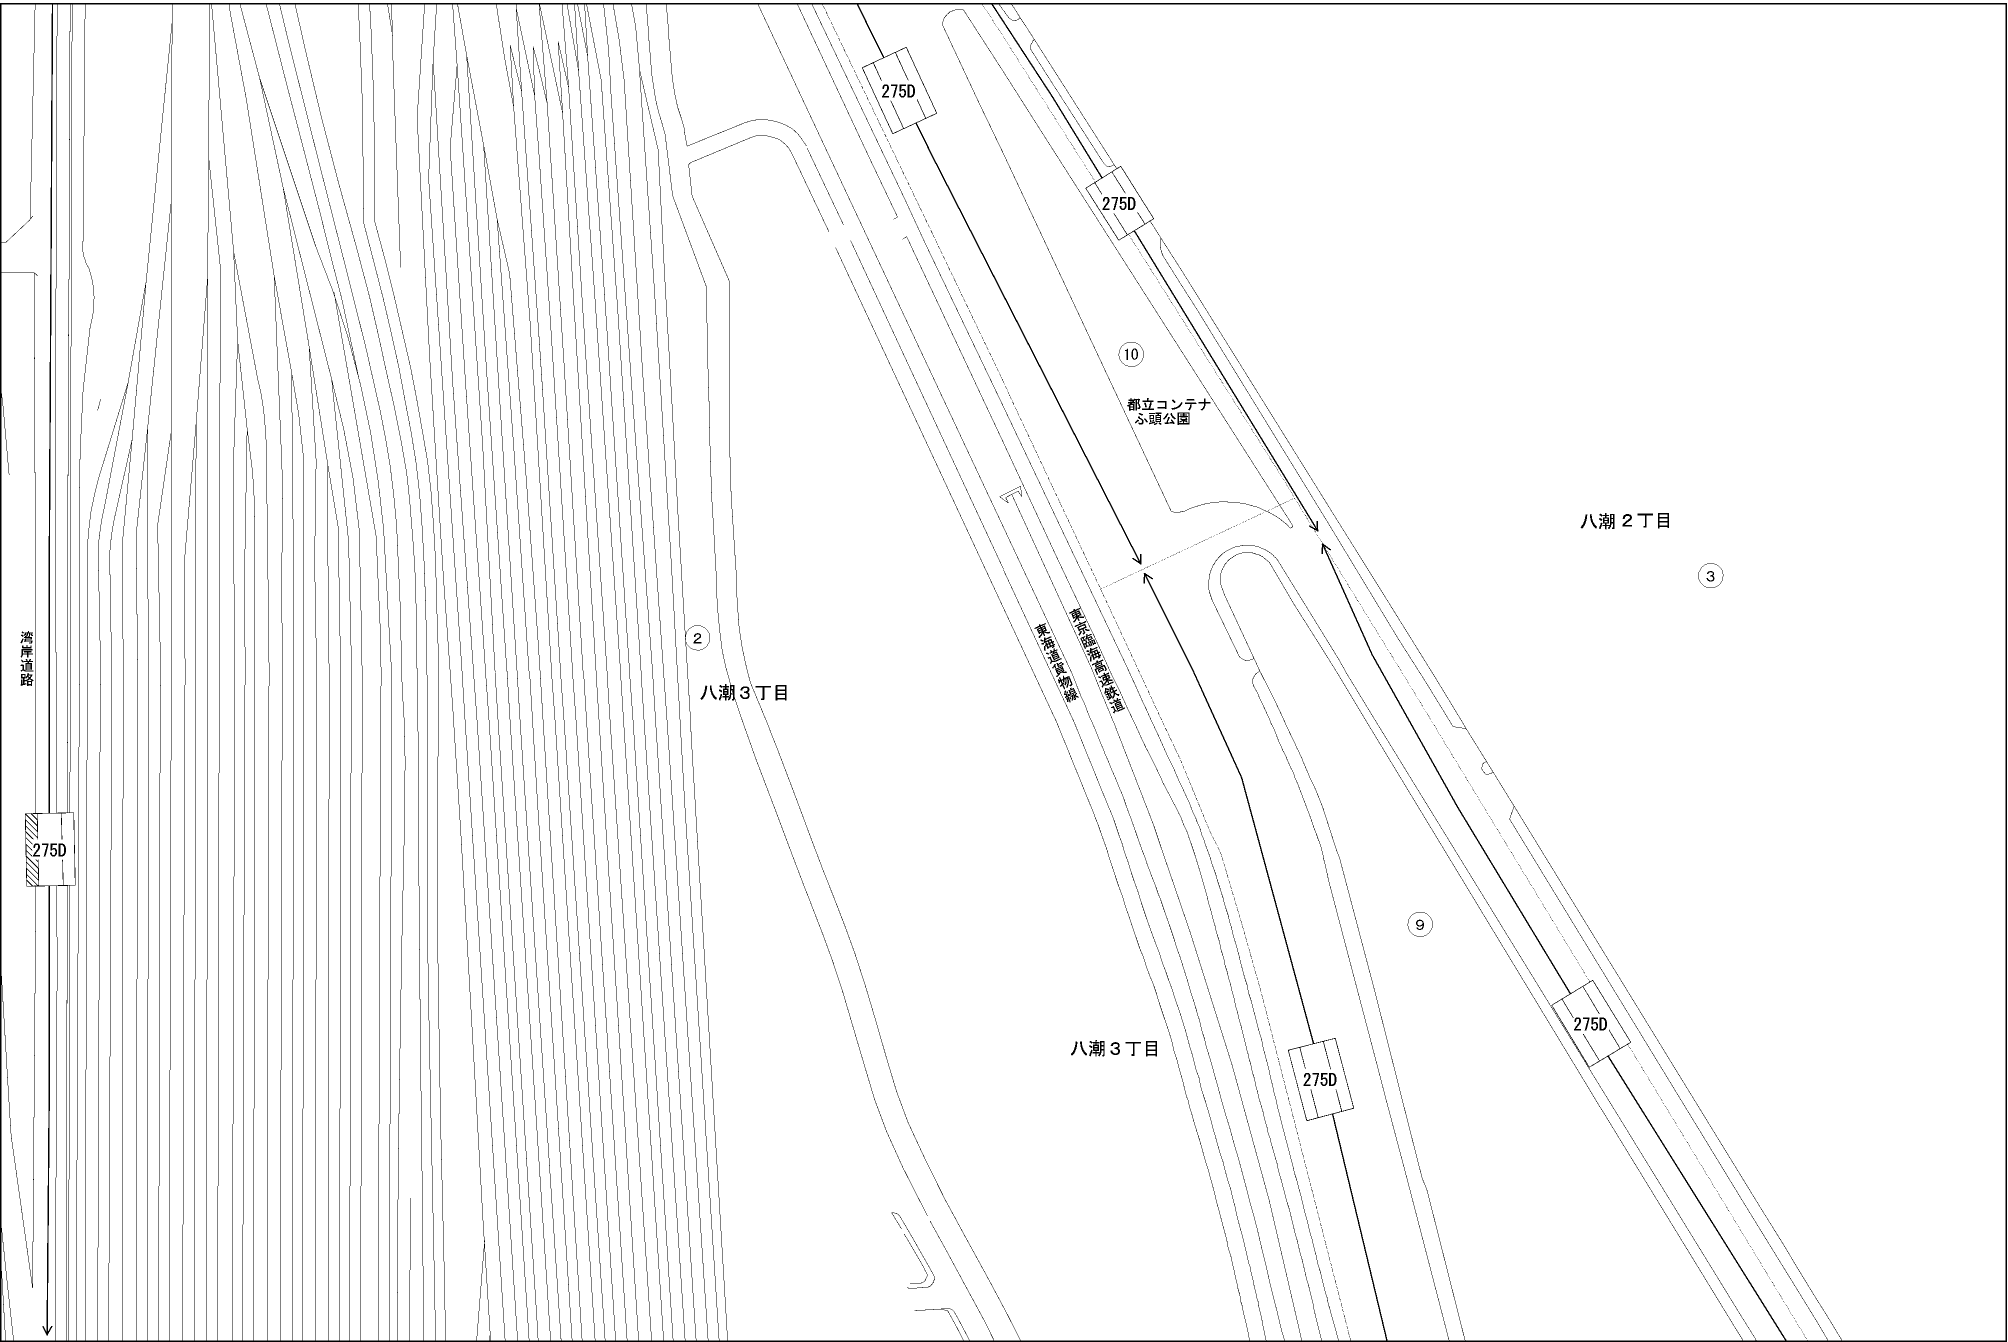 275D
275D
⑩
都立コンテナ
ふ頭公園
八潮２丁目
③
湾岸道路
②
八潮３丁目
東海道貨物線
東京臨海高速鉄道
275D
⑨
275D
八潮３丁目
275D